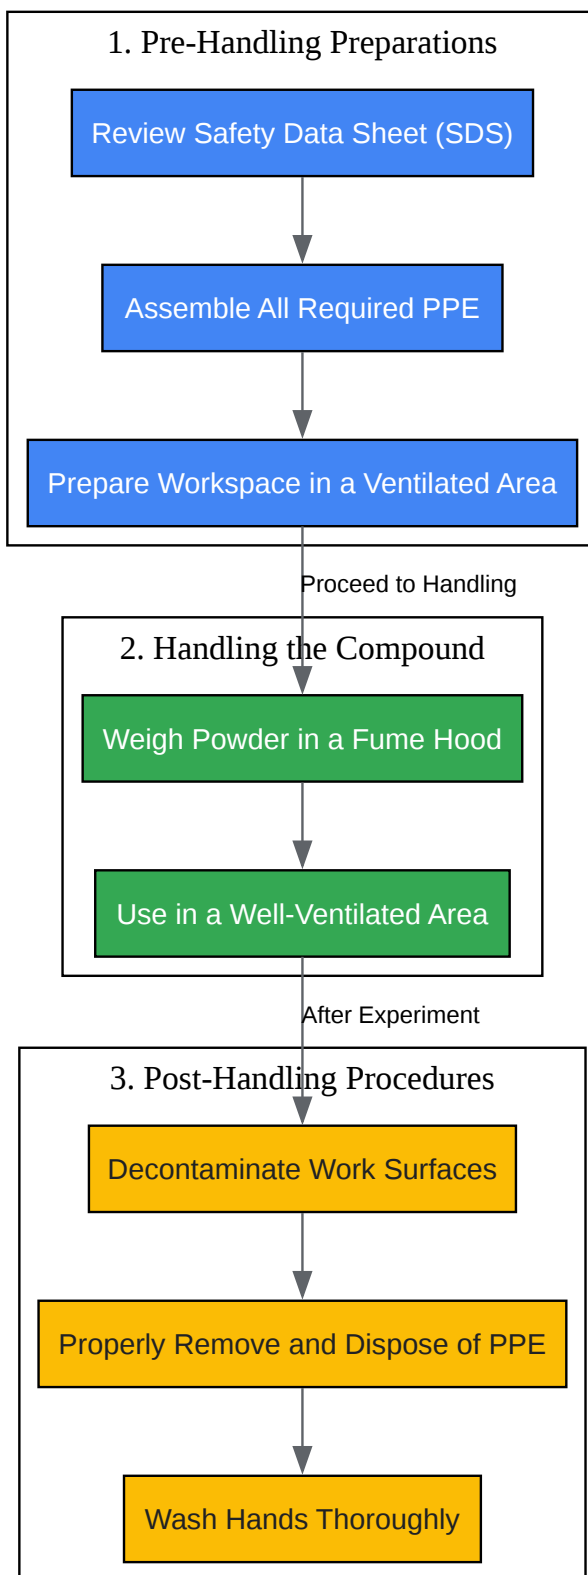 1. Pre-Handling Preparations
Review Safety Data Sheet (SDS)
Assemble All Required PPE
Prepare Workspace in a Ventilated Area
Proceed to Handling
2. Handling the Compound
Weigh Powder in a Fume Hood
Use in a Well-Ventilated Area
After Experiment
3. Post-Handling Procedures
Decontaminate Work Surfaces
Properly Remove and Dispose of PPE
Wash Hands Thoroughly